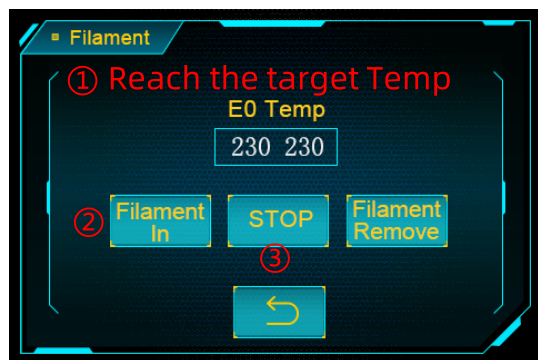 Filament
① Reach the target Temp
E0 Temp
230 230
② Filament In
STOP
Filament Remove
③